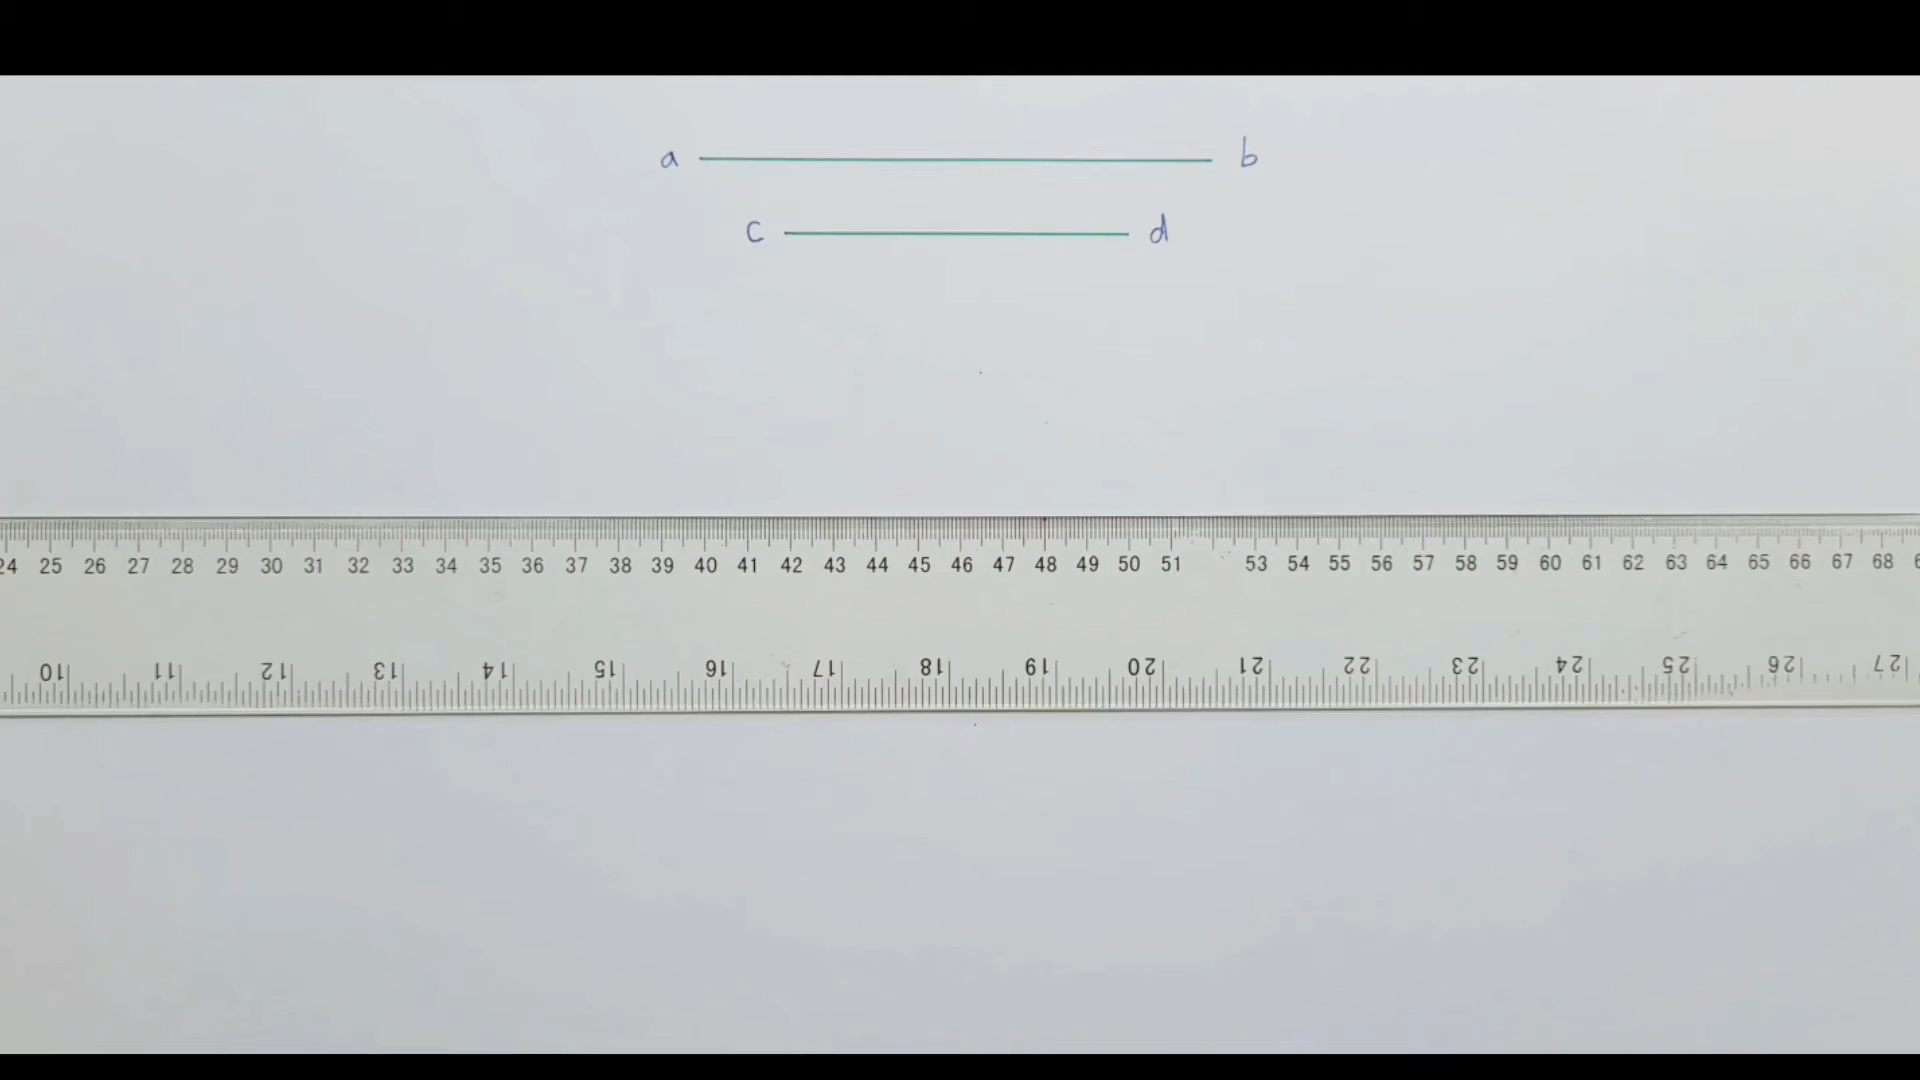 a b
c d
24 25 26 27 28 29 30 31 32 33 34 35 36 37 38 39 40 41 42 43 44 45 46 47 48 49 50 51 53 54 55 56 57 58 59 60 61 62 63 64 65 66 67 68
10 11 12 13 14 15 16 17 18 19 20 21 22 23 24 25 26 27